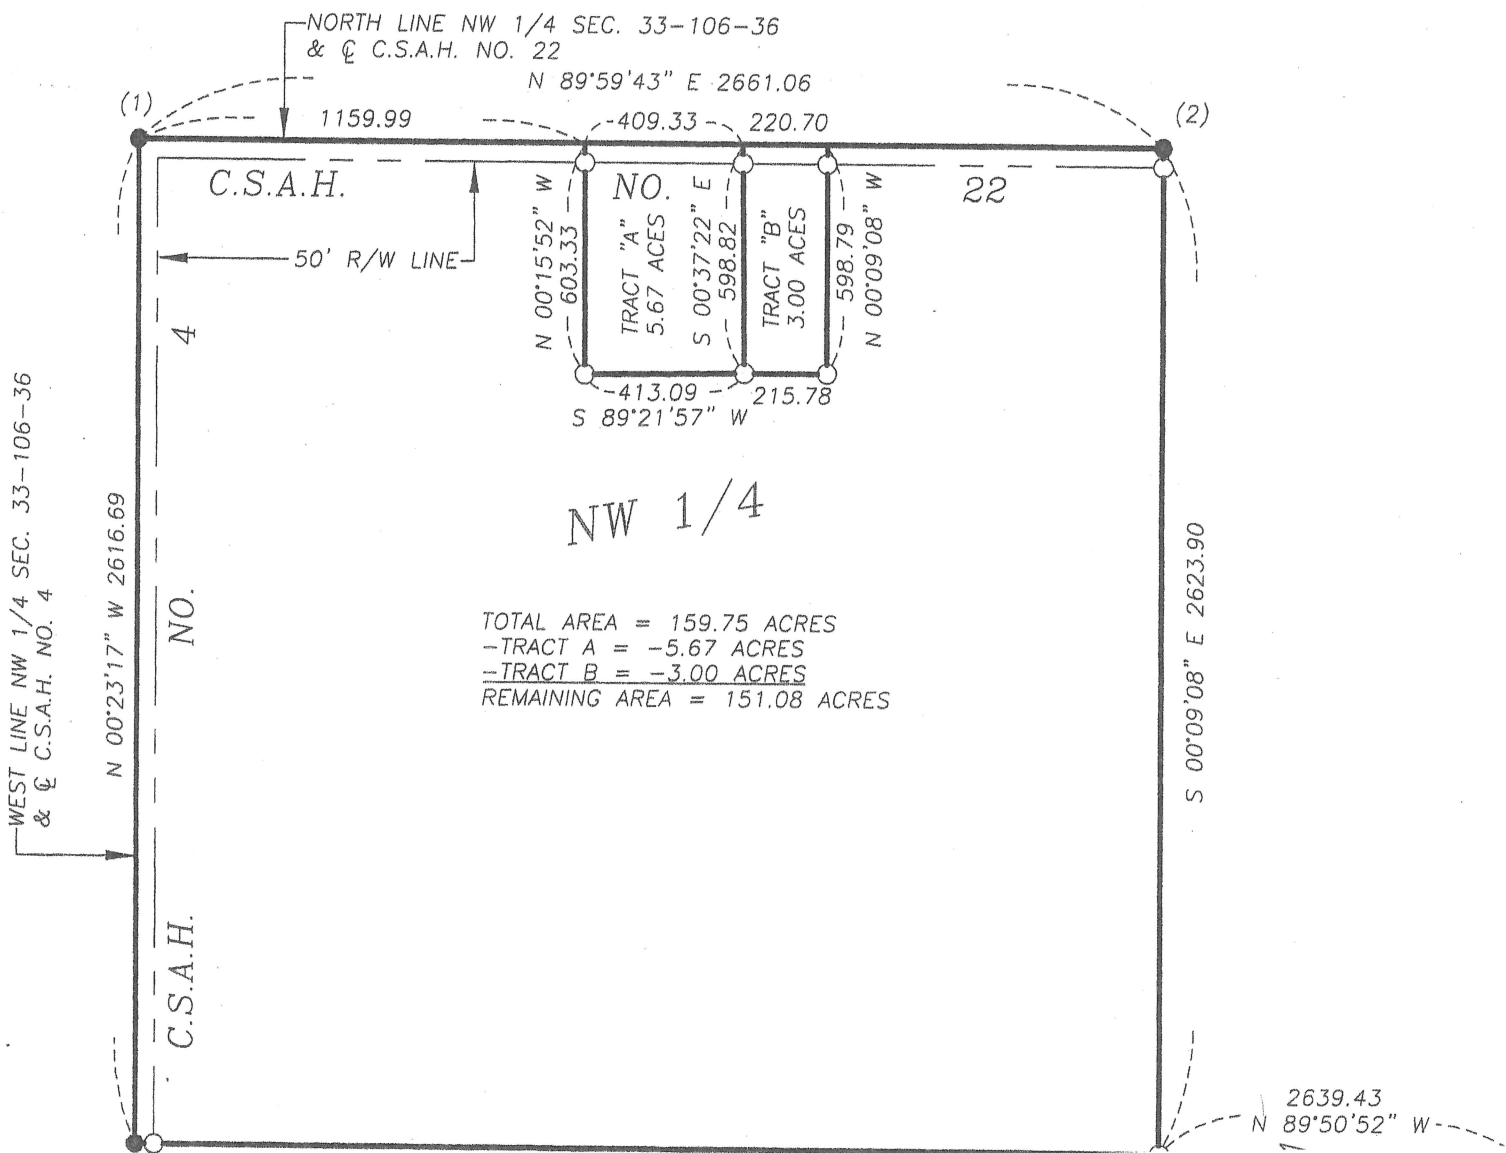 NORTH LINE NW 1/4 SEC. 33-106-36
& ℄ C.S.A.H. NO. 22
N 89°59'43" E 2661.06
(1)
1159.99
409.33
220.70
(2)
C.S.A.H.
NO.
22
50' R/W LINE
N 00°15'52" W
603.33
TRACT "A"
5.67 ACES
S 00°37'22" E
598.82
TRACT "B"
3.00 ACES
598.79
N 00°09'08" W
413.09
215.78
S 89°21'57" W
4
NO.
C.S.A.H.
WEST LINE NW 1/4 SEC. 33-106-36
& ℄ C.S.A.H. NO. 4
N 00°23'17" W 2616.69
NW 1/4
TOTAL AREA = 159.75 ACRES
-TRACT A = -5.67 ACRES
-TRACT B = -3.00 ACRES
REMAINING AREA = 151.08 ACRES
S 00°09'08" E 2623.90
2639.43
N 89°50'52" W